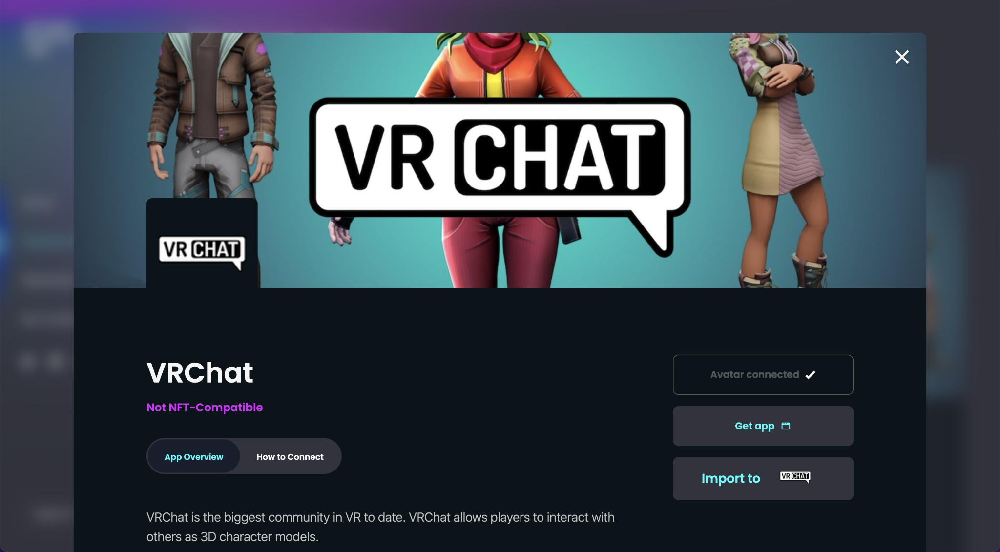 VR CHAT
VR CHAT
VRChat
Not NFT-Compatible
App Overview
How to Connect
VRChat is the biggest community in VR to date. VRChat allows players to interact with
others as 3D character models.
Avatar connected
Get app
Import to VR CHAT